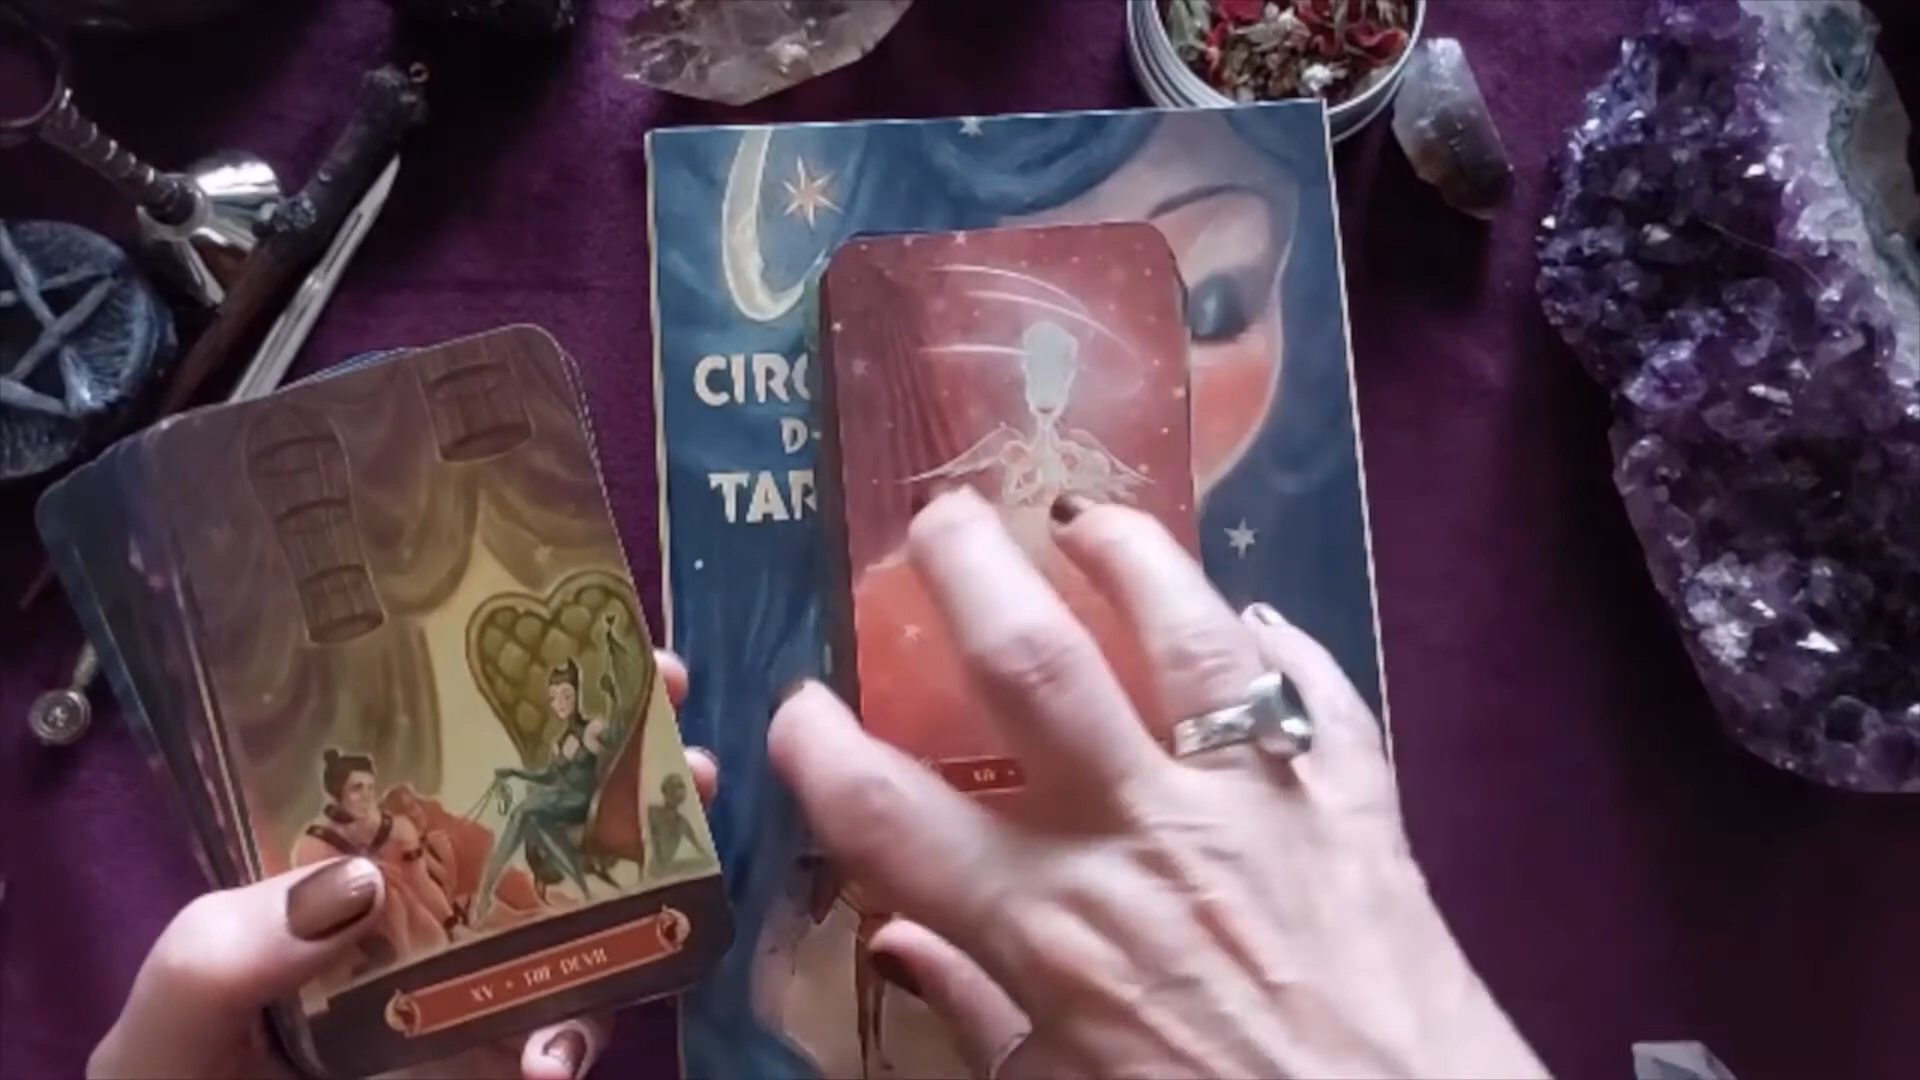 CIRC
D
TAR
XIV •
XV • THE DEVIL